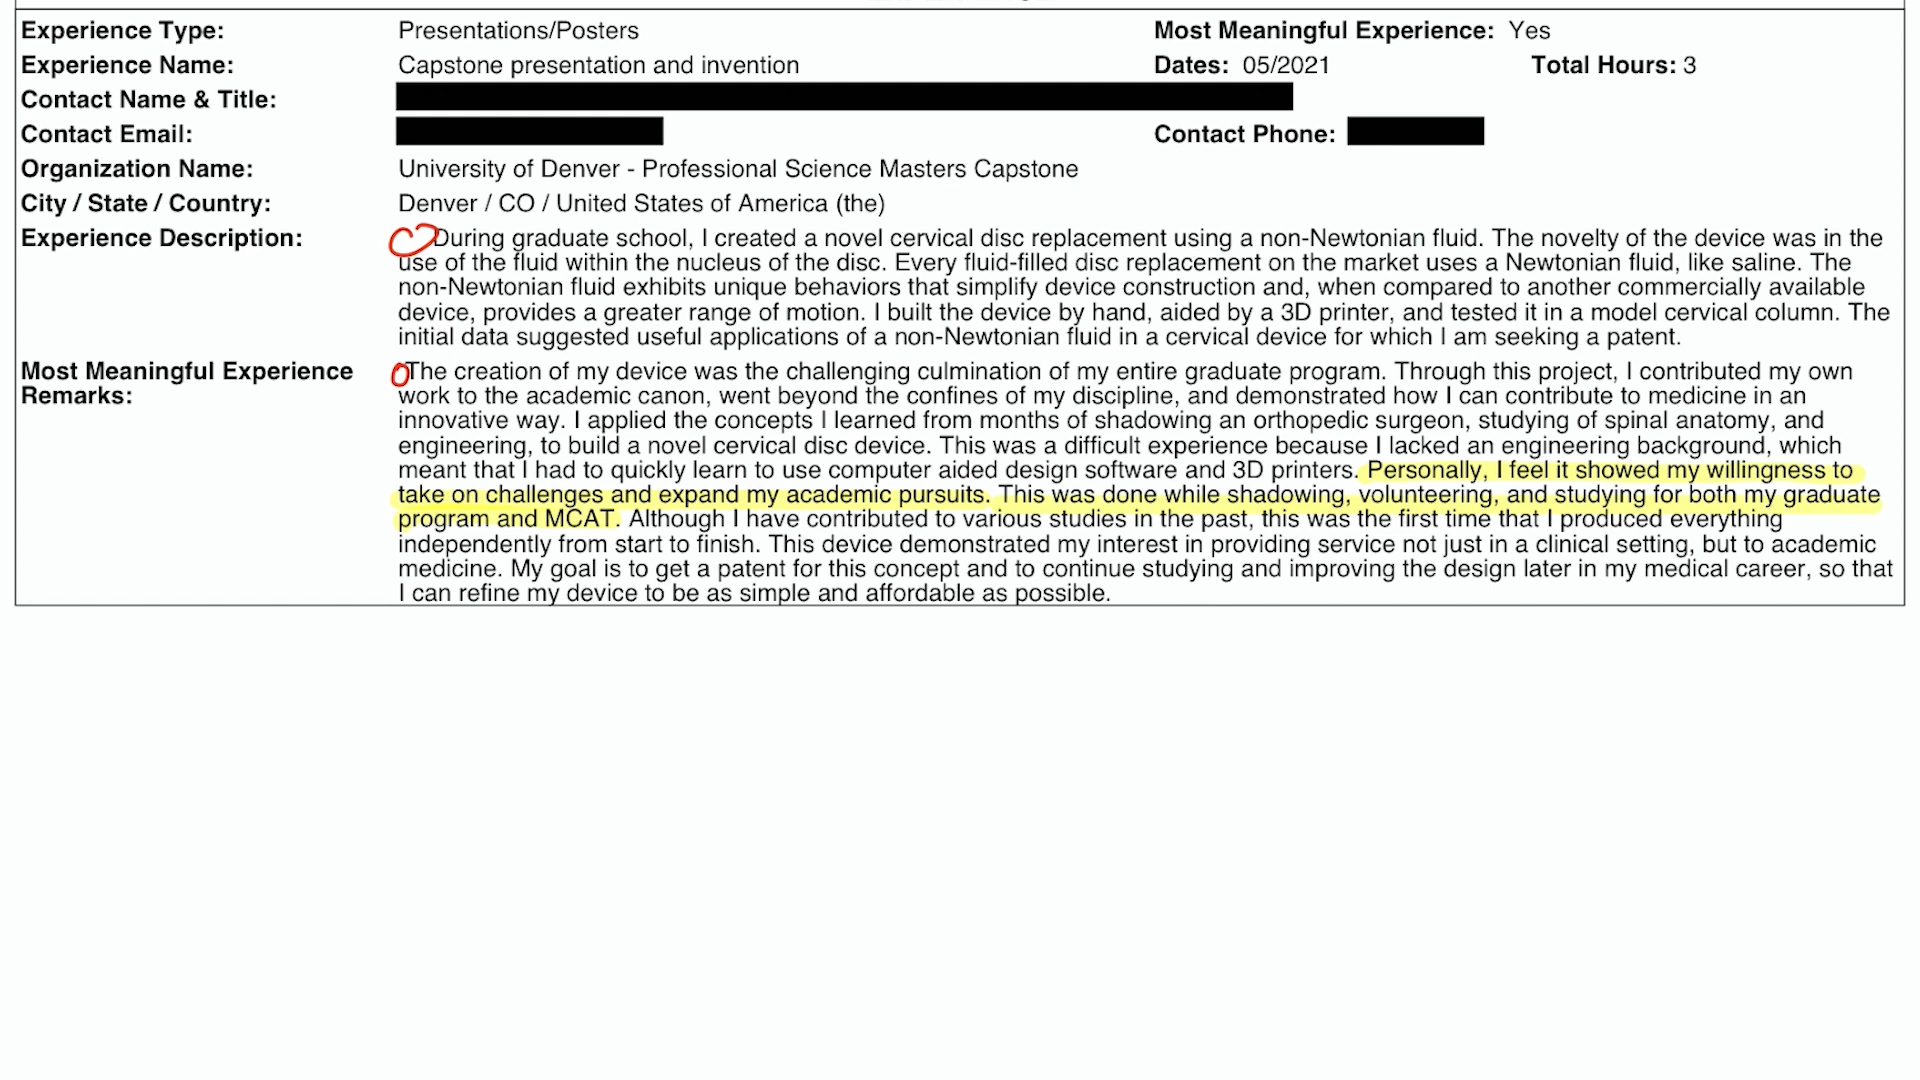 Experience Type: Presentations/Posters Most Meaningful Experience: Yes
Experience Name: Capstone presentation and invention Dates: 05/2021 Total Hours: 3
Contact Name & Title:
Contact Email: Contact Phone:
Organization Name: University of Denver - Professional Science Masters Capstone
City / State / Country: Denver / CO / United States of America (the)
Experience Description: During graduate school, I created a novel cervical disc replacement using a non-Newtonian fluid. The novelty of the device was in the
use of the fluid within the nucleus of the disc. Every fluid-filled disc replacement on the market uses a Newtonian fluid, like saline. The
non-Newtonian fluid exhibits unique behaviors that simplify device construction and, when compared to another commercially available
device, provides a greater range of motion. I built the device by hand, aided by a 3D printer, and tested it in a model cervical column. The
initial data suggested useful applications of a non-Newtonian fluid in a cervical device for which I am seeking a patent.
Most Meaningful Experience The creation of my device was the challenging culmination of my entire graduate program. Through this project, I contributed my own
Remarks: work to the academic canon, went beyond the confines of my discipline, and demonstrated how I can contribute to medicine in an
innovative way. I applied the concepts I learned from months of shadowing an orthopedic surgeon, studying of spinal anatomy, and
engineering, to build a novel cervical disc device. This was a difficult experience because I lacked an engineering background, which
meant that I had to quickly learn to use computer aided design software and 3D printers. Personally, I feel it showed my willingness to
take on challenges and expand my academic pursuits. This was done while shadowing, volunteering, and studying for both my graduate
program and MCAT. Although I have contributed to various studies in the past, this was the first time that I produced everything
independently from start to finish. This device demonstrated my interest in providing service not just in a clinical setting, but to academic
medicine. My goal is to get a patent for this concept and to continue studying and improving the design later in my medical career, so that
I can refine my device to be as simple and affordable as possible.